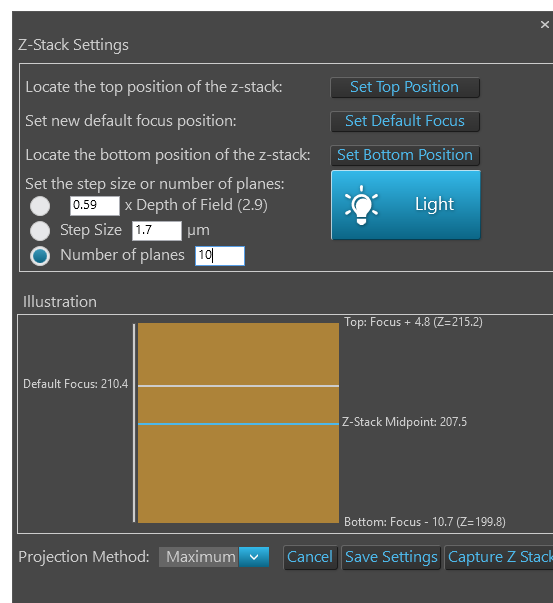 ×
Z-Stack Settings
Locate the top position of the z-stack: Set Top Position
Set new default focus position: Set Default Focus
Locate the bottom position of the z-stack: Set Bottom Position
Set the step size or number of planes:
0.59 x Depth of Field (2.9)
Light
Step Size 1.7 µm
Number of planes 10
Illustration
Top: Focus + 4.8 (Z=215.2)
Default Focus: 210.4
Z-Stack Midpoint: 207.5
Bottom: Focus - 10.7 (Z=199.8)
Projection Method: Maximum Cancel Save Settings Capture Z Stack